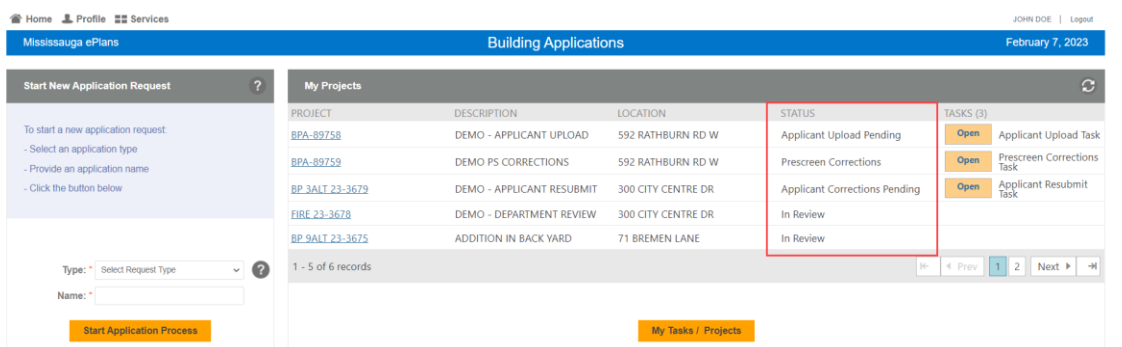 Home Profile Services JOHN DOE | Logout
Mississauga ePlans Building Applications February 7, 2023
Start New Application Request ? My Projects
PROJECT DESCRIPTION LOCATION STATUS TASKS (3)
To start a new application request:
- Select an application type
- Provide an application name
- Click the button below
BPA-89758 DEMO - APPLICANT UPLOAD 592 RATHBURN RD W Applicant Upload Pending Open Applicant Upload Task
BPA-89759 DEMO PS CORRECTIONS 592 RATHBURN RD W Prescreen Corrections Open Prescreen Corrections
Task
BP 3ALT 23-3679 DEMO - APPLICANT RESUBMIT 300 CITY CENTRE DR Applicant Corrections Pending Open Applicant Resubmit
Task
FIRE 23-3678 DEMO - DEPARTMENT REVIEW 300 CITY CENTRE DR In Review
BP 9ALT 23-3675 ADDITION IN BACK YARD 71 BREMEN LANE In Review
Type: * Select Request Type ?
1 - 5 of 6 records Prev 1 2 Next
Name: *
Start Application Process My Tasks / Projects